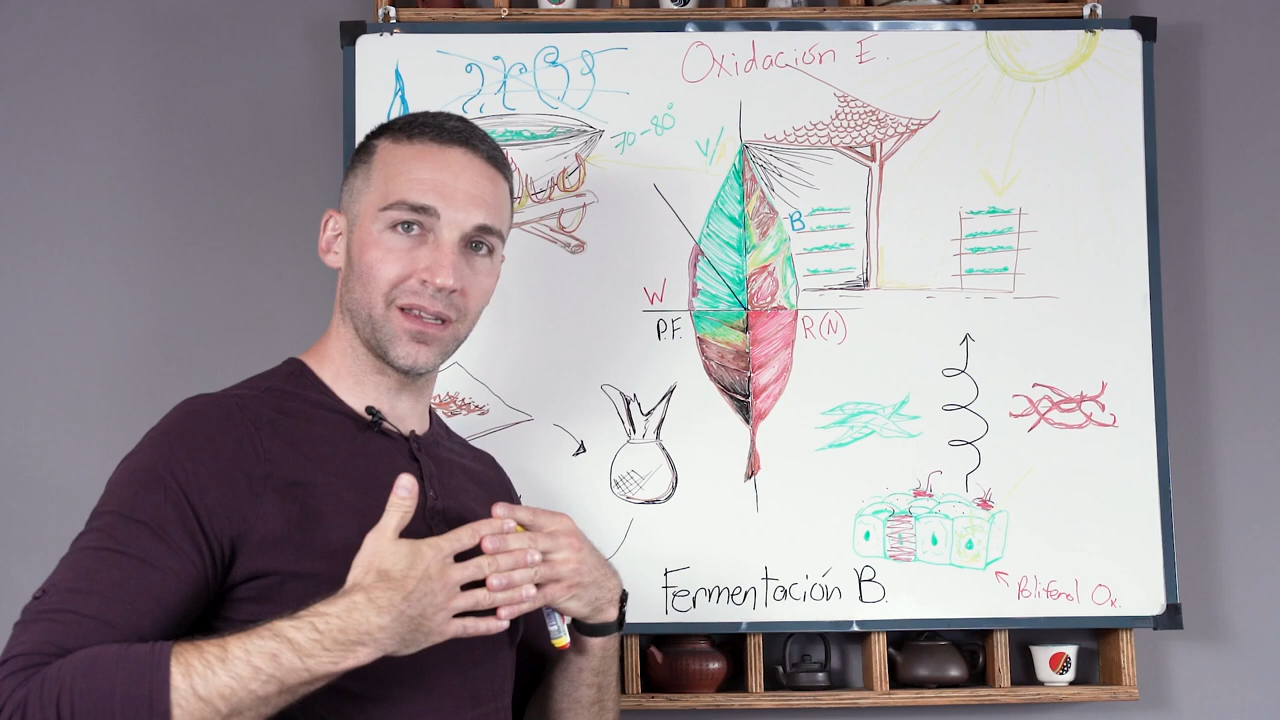 Oxidación E.
70-80°
V/
B
W
P.F.
R(N)
Fermentación B.
Polifenol Ox.